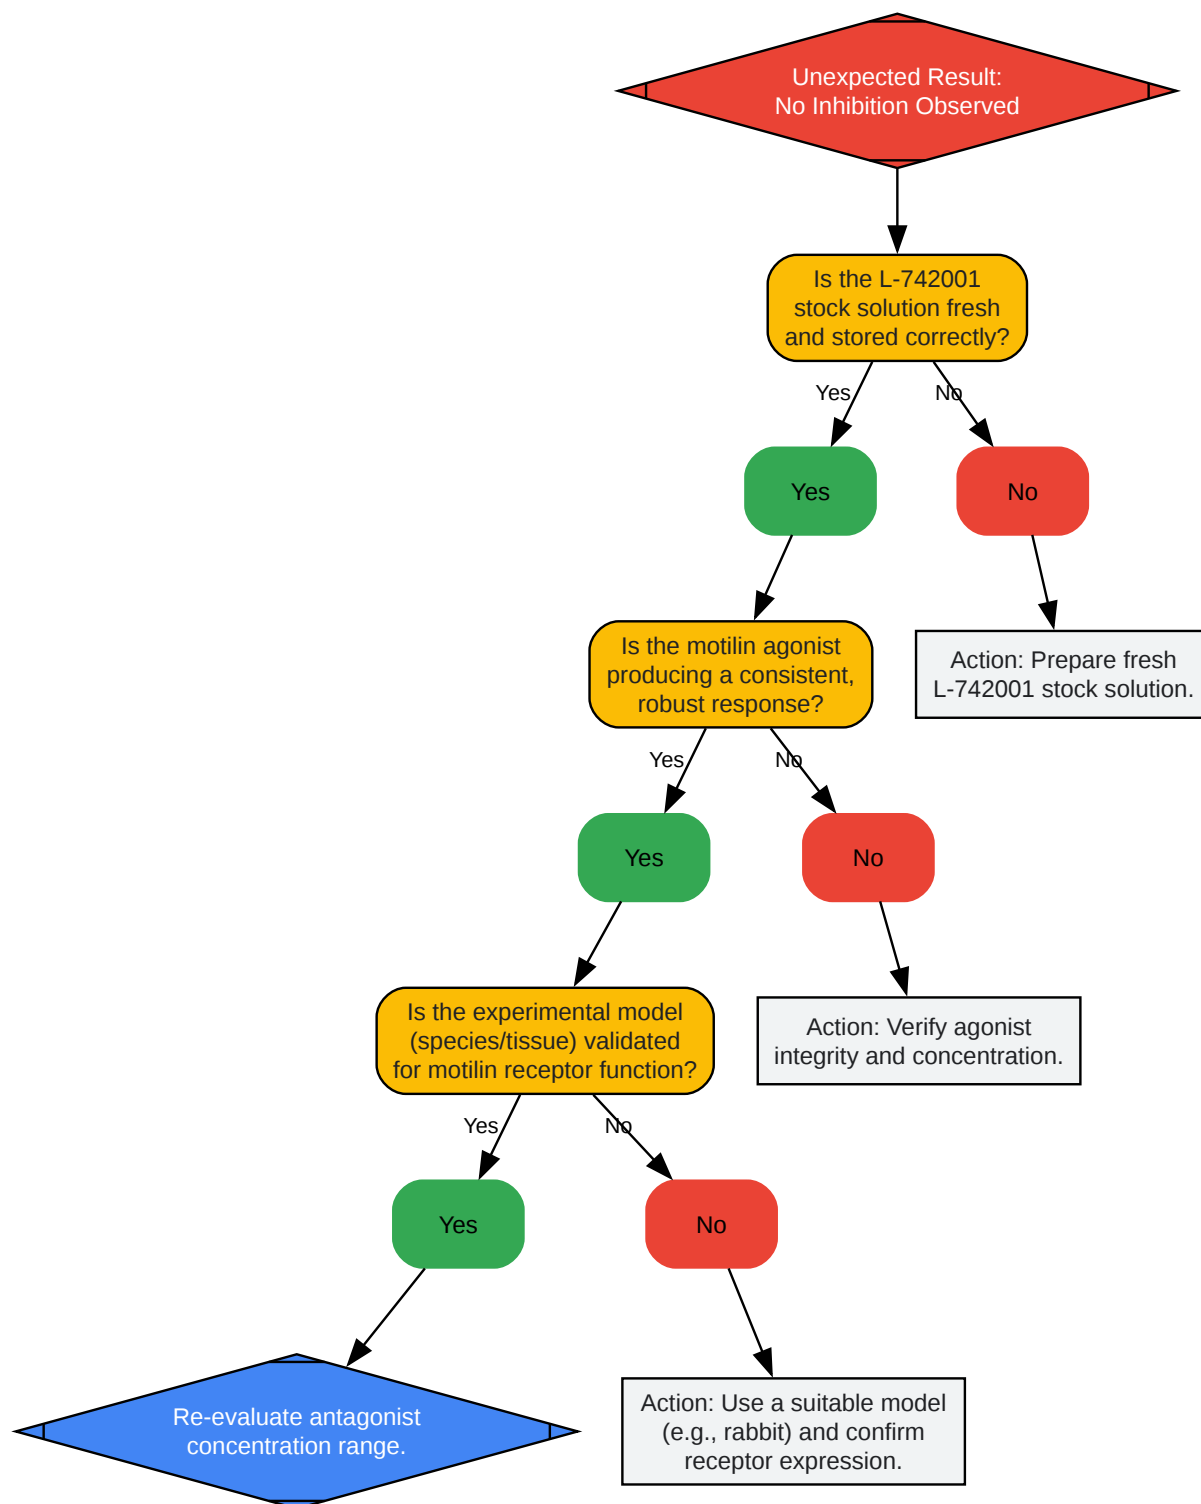 Unexpected Result:
No Inhibition Observed
Is the L-742001
stock solution fresh
and stored correctly?
Yes
No
Yes
No
Is the motilin agonist
producing a consistent,
robust response?
Action: Prepare fresh
L-742001 stock solution.
Yes
No
Yes
No
Is the experimental model
(species/tissue) validated
for motilin receptor function?
Action: Verify agonist
integrity and concentration.
Yes
No
Yes
No
Re-evaluate antagonist
concentration range.
Action: Use a suitable model
(e.g., rabbit) and confirm
receptor expression.